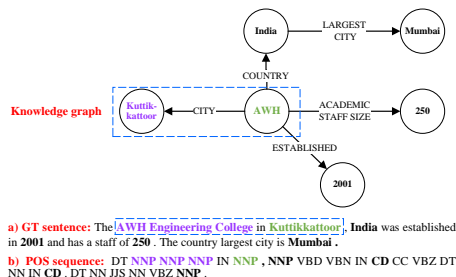 India
LARGEST
CITY
Mumbai
COUNTRY
Knowledge graph
Kuttik-
kattoor
CITY
AWH
ACADEMIC
STAFF SIZE
250
ESTABLISHED
2001
a) GT sentence: The AWH Engineering College in Kuttikkattoor, India was established
in 2001 and has a staff of 250 . The country largest city is Mumbai .
b) POS sequence: DT NNP NNP NNP IN NNP , NNP VBD VBN IN CD CC VBZ DT
NN IN CD . DT NN JJS NN VBZ NNP .